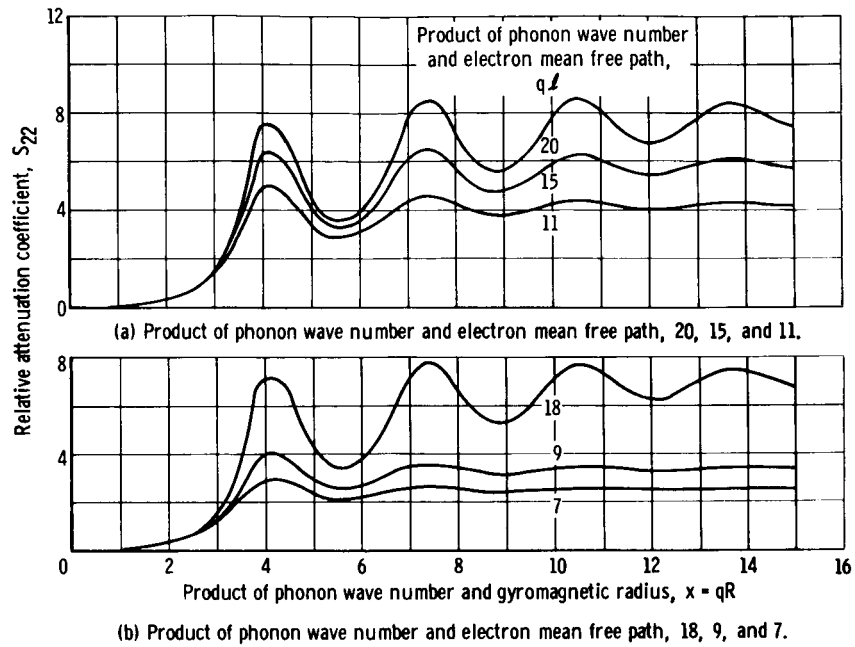 12
Product of phonon wave number
and electron mean free path,
qℓ
8
20
15
4
11
0
(a) Product of phonon wave number and electron mean free path, 20, 15, and 11.
Relative attenuation coefficient, S22
8
18
4
9
7
0 2 4 6 8 10 12 14 16
Product of phonon wave number and gyromagnetic radius, x = qR
(b) Product of phonon wave number and electron mean free path, 18, 9, and 7.